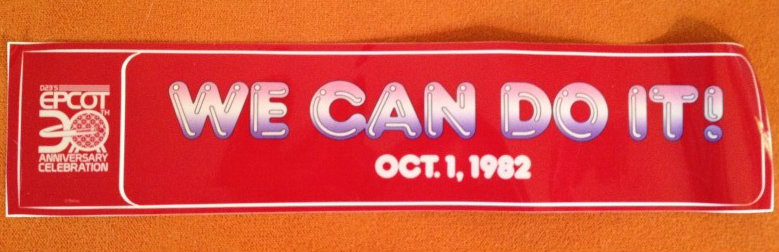 D23's
EPCOT
30TH
ANNIVERSARY
CELEBRATION
WE CAN DO IT!
OCT. 1, 1982